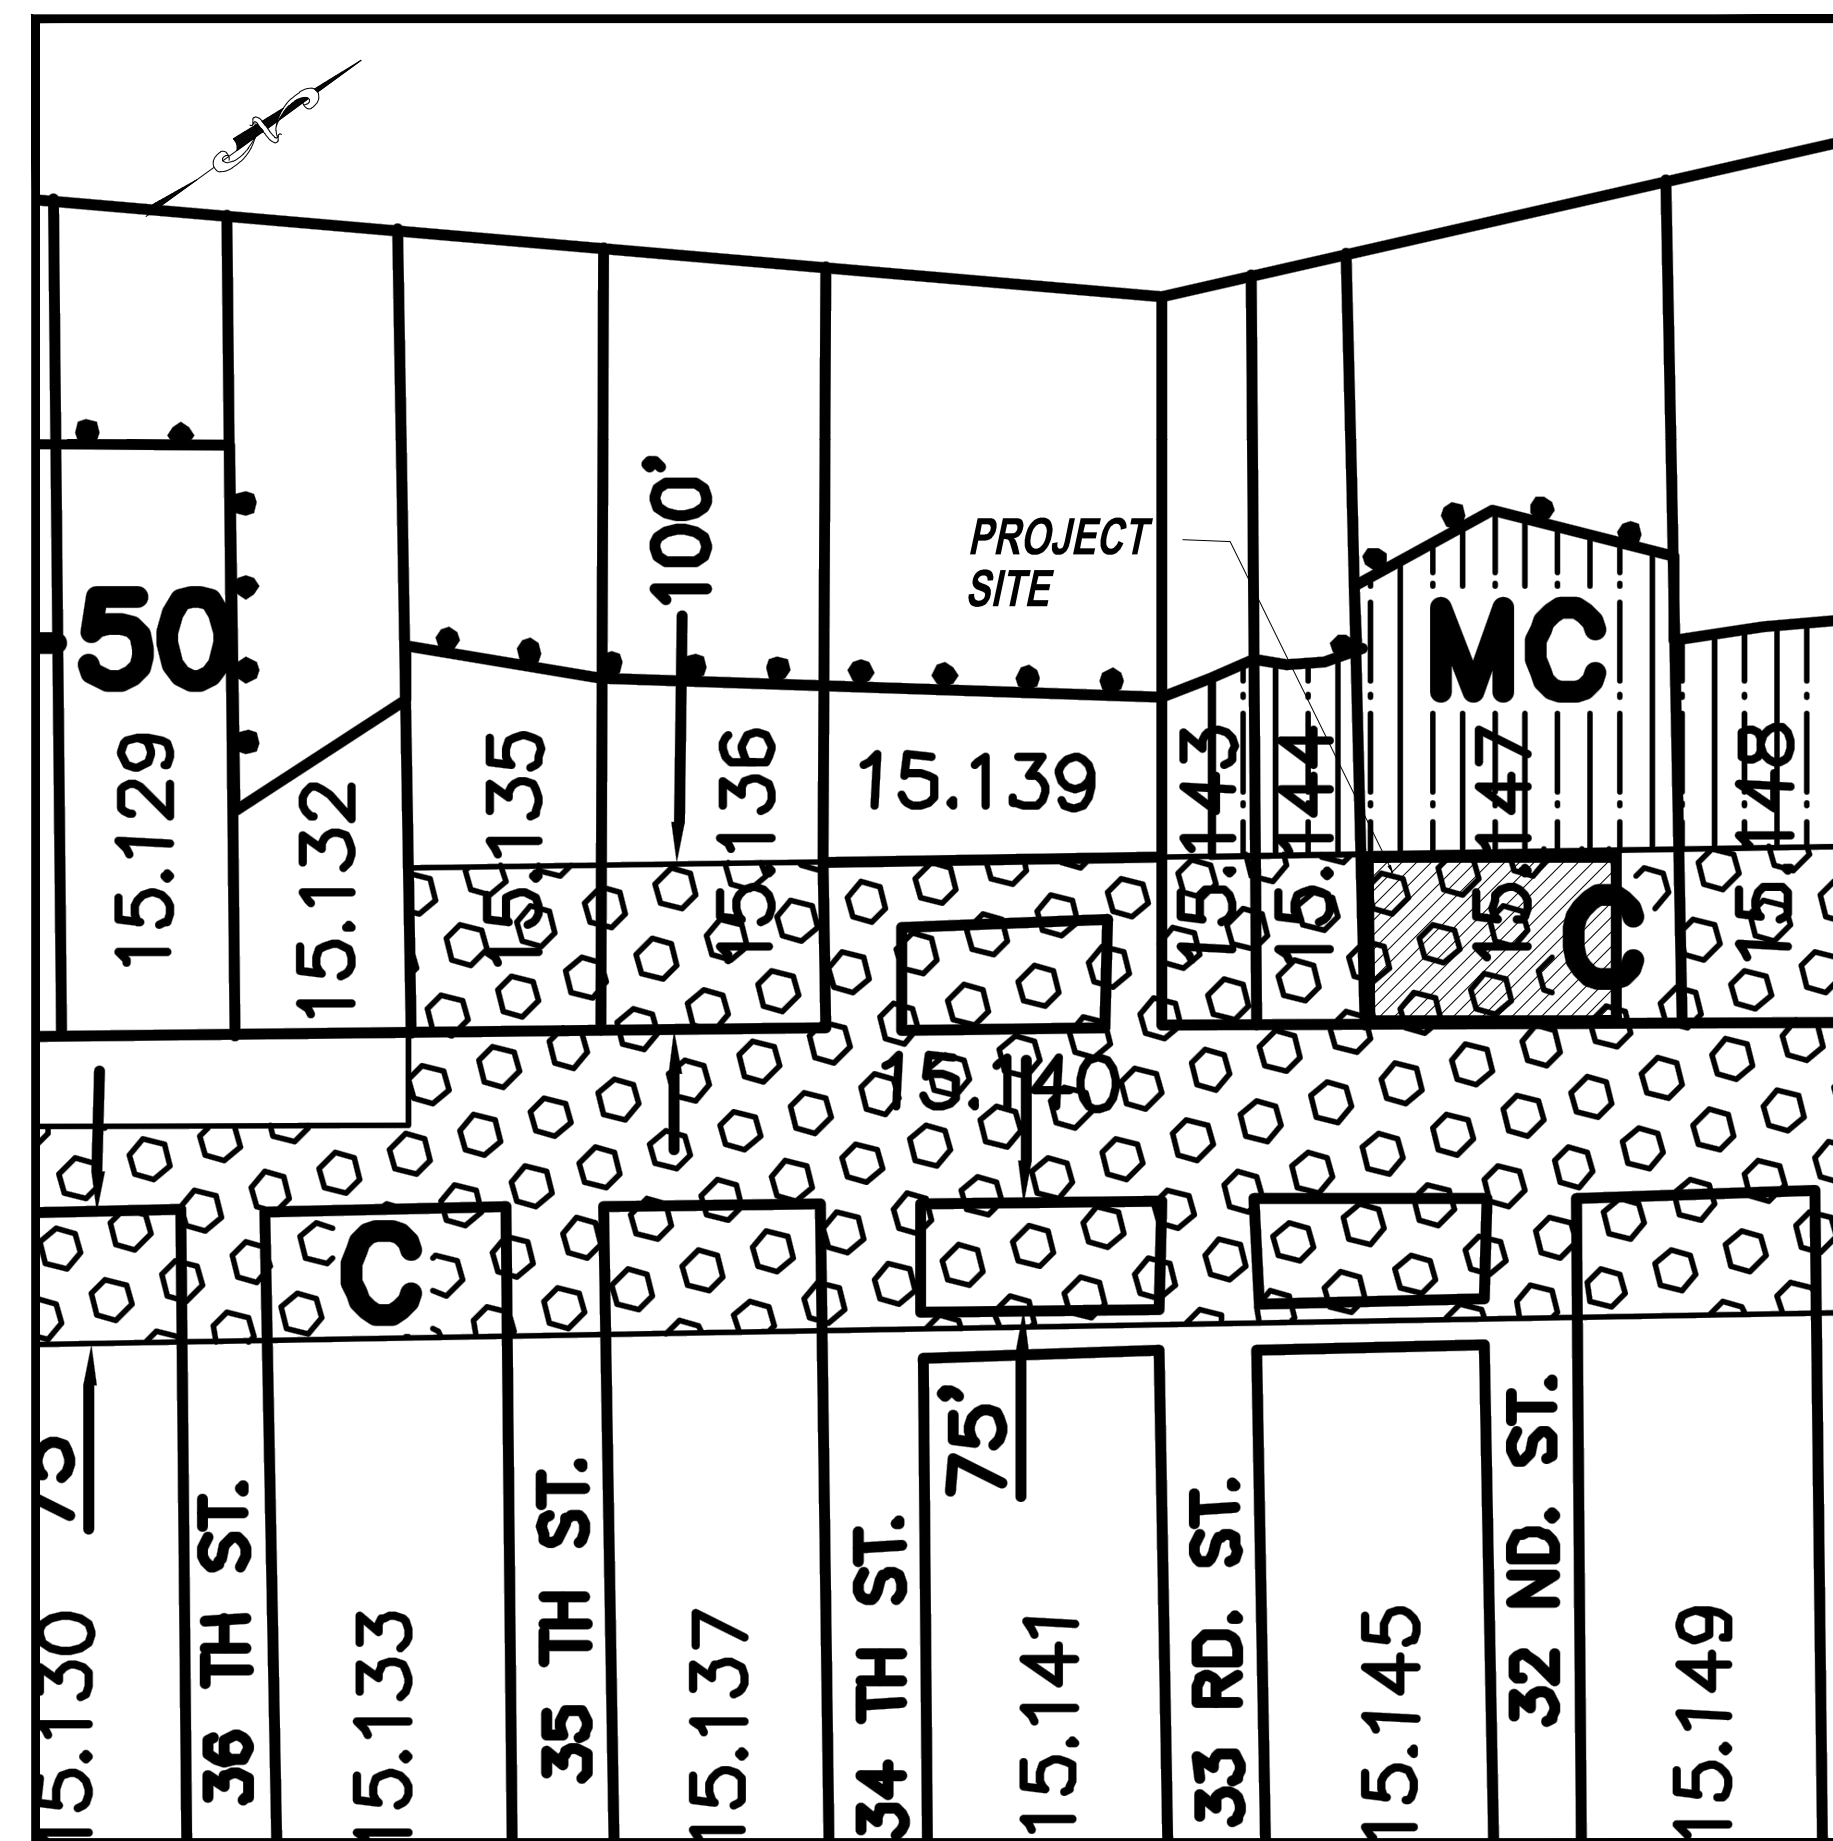 100'
PROJECT
SITE
50
MC
15.129
15.132
15.135
15.136
15.139
15.143
15.144
15.147
15.148
C
15.140
C
75'
75'
36 TH ST.
35 TH ST.
34 TH ST.
33 RD. ST.
32 ND. ST.
15.130
15.133
15.137
15.141
15.145
15.149